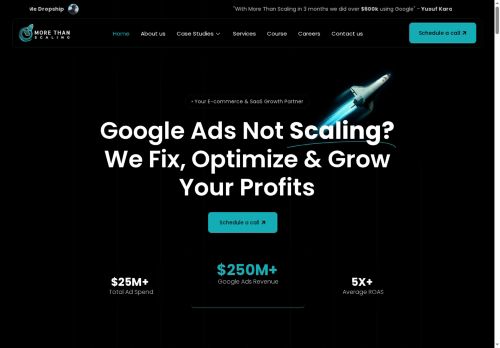 Me Dropship
"With More Than Scaling in 3 months we did over $600k using Google" - Yusuf Kara
MORE THAN
SCALING
Home About us Case Studies Services Course Careers Contact us
Schedule a call
• Your E-commerce & SaaS Growth Partner
Google Ads Not Scaling?
We Fix, Optimize & Grow
Your Profits
Schedule a call
$25M+
Total Ad Spend
$250M+
Google Ads Revenue
5X+
Average ROAS